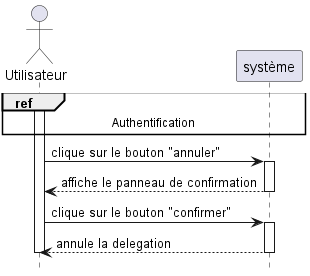 Utilisateur
système
ref
Authentification
clique sur le bouton "annuler"
affiche le panneau de confirmation
clique sur le bouton "confirmer"
annule la delegation